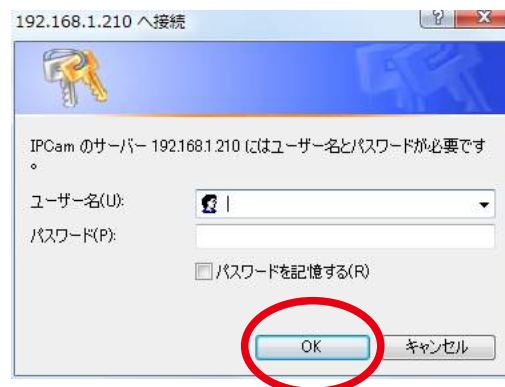 192.168.1.210 へ接続
IPCam のサーバー 192.168.1.210 にはユーザー名とパスワードが必要です
。
ユーザー名(U):
パスワード(P):
パスワードを記憶する(R)
OK
キャンセル